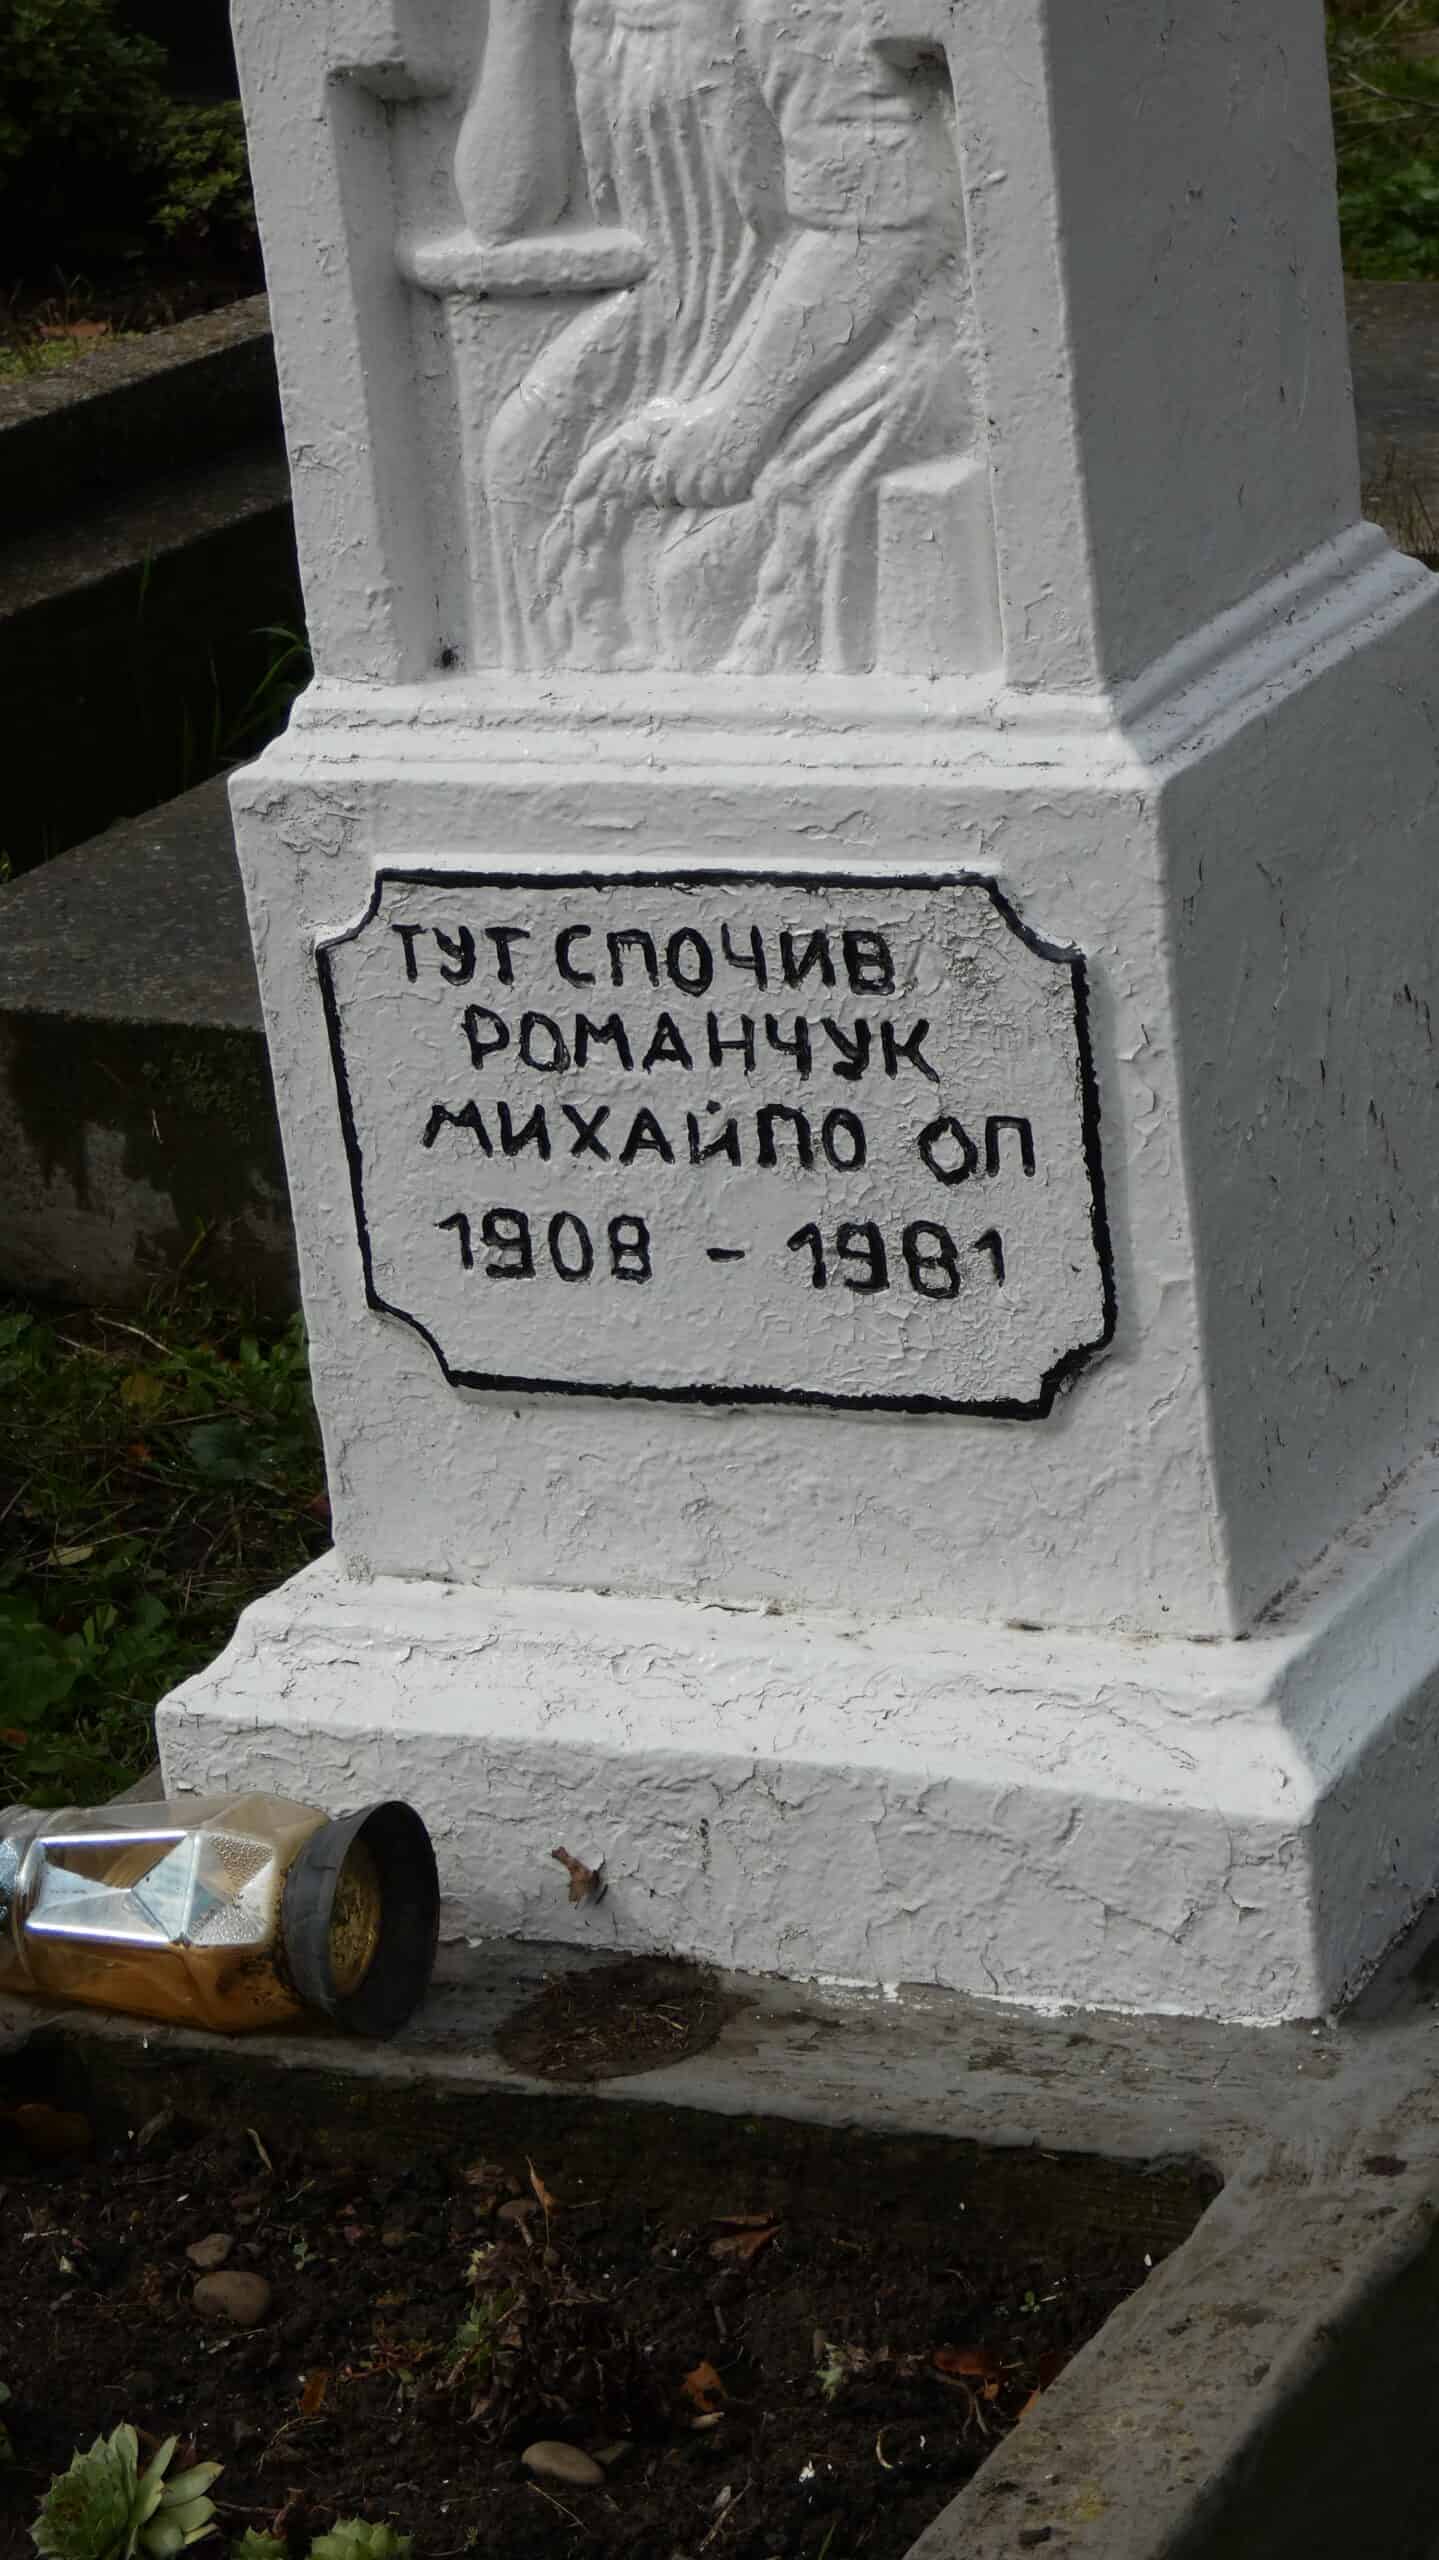 ТУТ СПОЧИВ
РОМАНЧУК
МИХАЙПО ОП
1908 - 1981